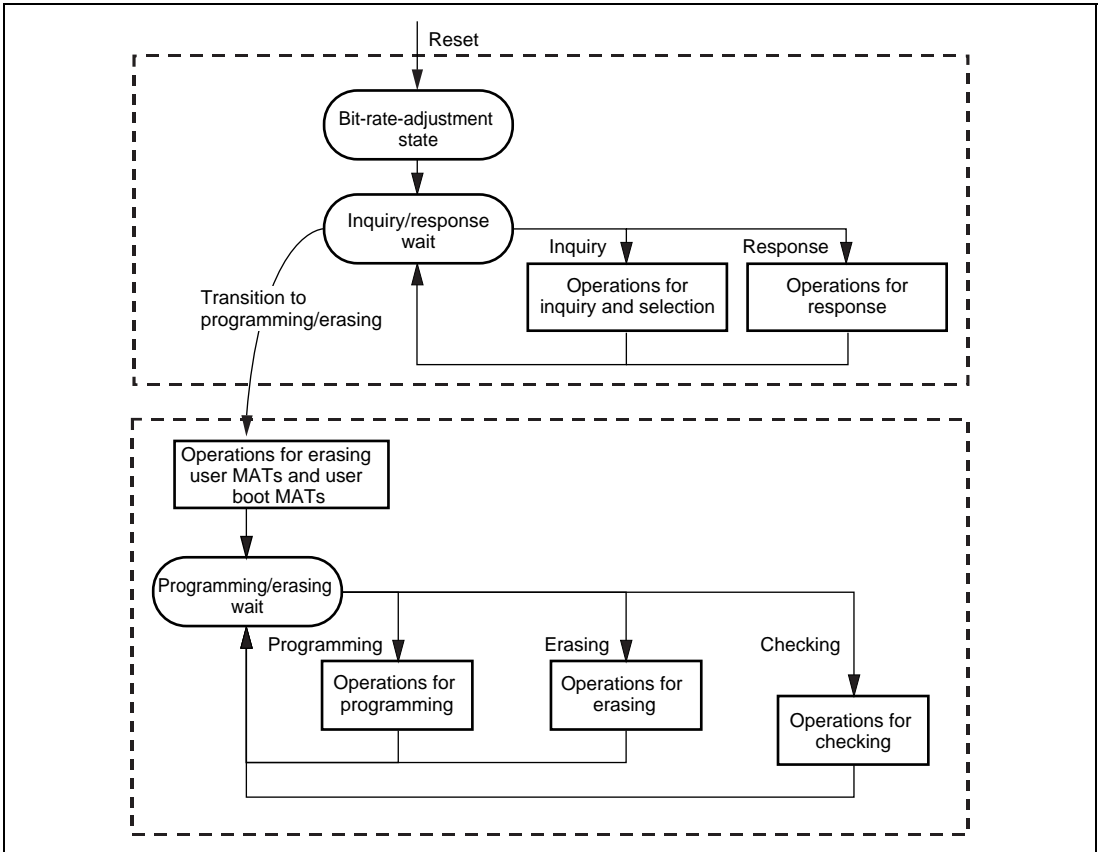 Reset
Bit-rate-adjustment
state
Inquiry/response
wait
Inquiry
Response
Operations for
inquiry and selection
Operations for
response
Transition to
programming/erasing
Operations for erasing
user MATs and user
boot MATs
Programming/erasing
wait
Programming
Erasing
Checking
Operations for
programming
Operations for
erasing
Operations for
checking